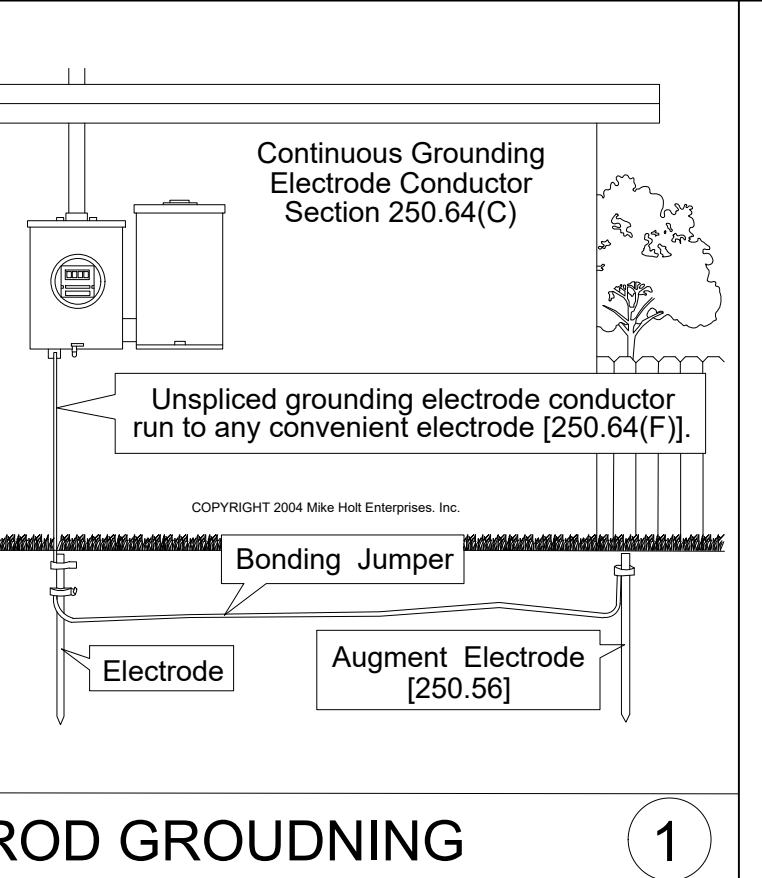 Continuous Grounding
Electrode Conductor
Section 250.64(C)
Unspliced grounding electrode conductor
run to any convenient electrode [250.64(F)].
COPYRIGHT 2004 Mike Holt Enterprises. Inc.
Bonding Jumper
Electrode
Augment Electrode
[250.56]
ROD GROUDNING
1